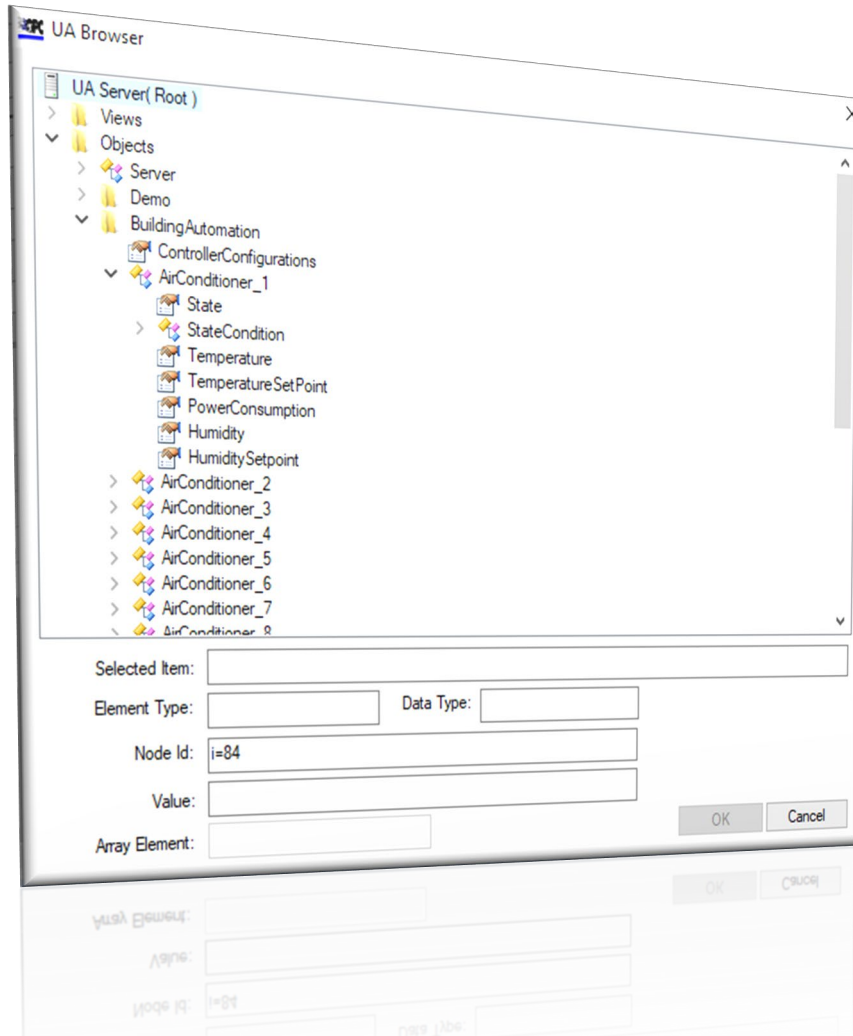 OPC UA Browser
UA Server( Root )
Views
Objects
Server
Demo
BuildingAutomation
ControllerConfigurations
AirConditioner_1
State
StateCondition
Temperature
TemperatureSetPoint
PowerConsumption
Humidity
HumiditySetpoint
AirConditioner_2
AirConditioner_3
AirConditioner_4
AirConditioner_5
AirConditioner_6
AirConditioner_7
AirConditioner_8
Selected Item:
Element Type: Data Type:
Node Id: i=84
Value:
Array Element:
OK Cancel